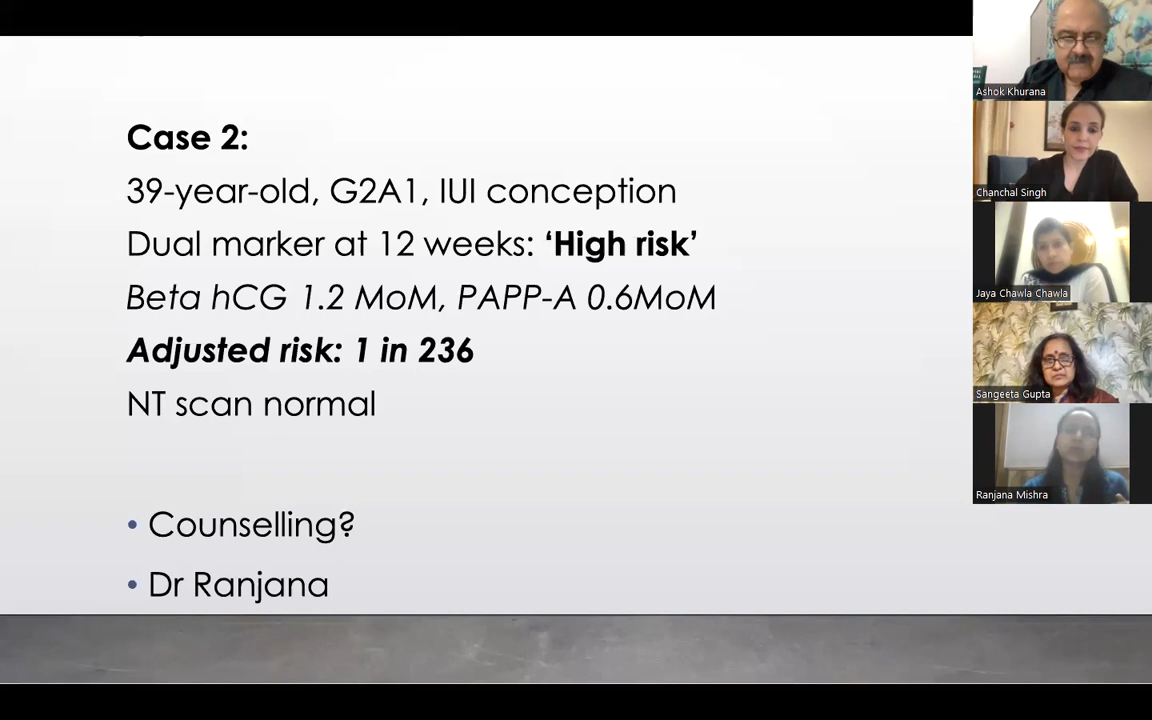 Case 2:
39-year-old, G2A1, IUI conception
Dual marker at 12 weeks: ‘High risk’
Beta hCG 1.2 MoM, PAPP-A 0.6MoM
Adjusted risk: 1 in 236
NT scan normal
• Counselling?
• Dr Ranjana
Ashok Khurana
Chanchal Singh
Jaya Chawla Chawla
Sangeeta Gupta
Ranjana Mishra